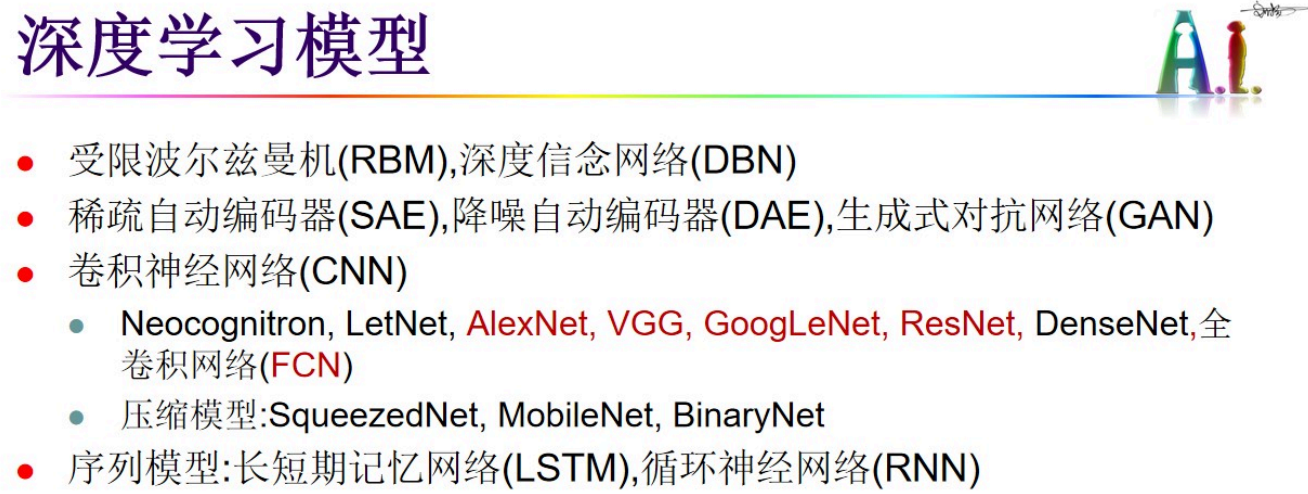 深度学习模型
A.I.
受限波尔兹曼机(RBM),深度信念网络(DBN)
稀疏自动编码器(SAE),降噪自动编码器(DAE),生成式对抗网络(GAN)
卷积神经网络(CNN)
Neocognitron, LetNet, AlexNet, VGG, GoogLeNet, ResNet, DenseNet,全
卷积网络(FCN)
压缩模型:SqueezedNet, MobileNet, BinaryNet
序列模型:长短期记忆网络(LSTM),循环神经网络(RNN)